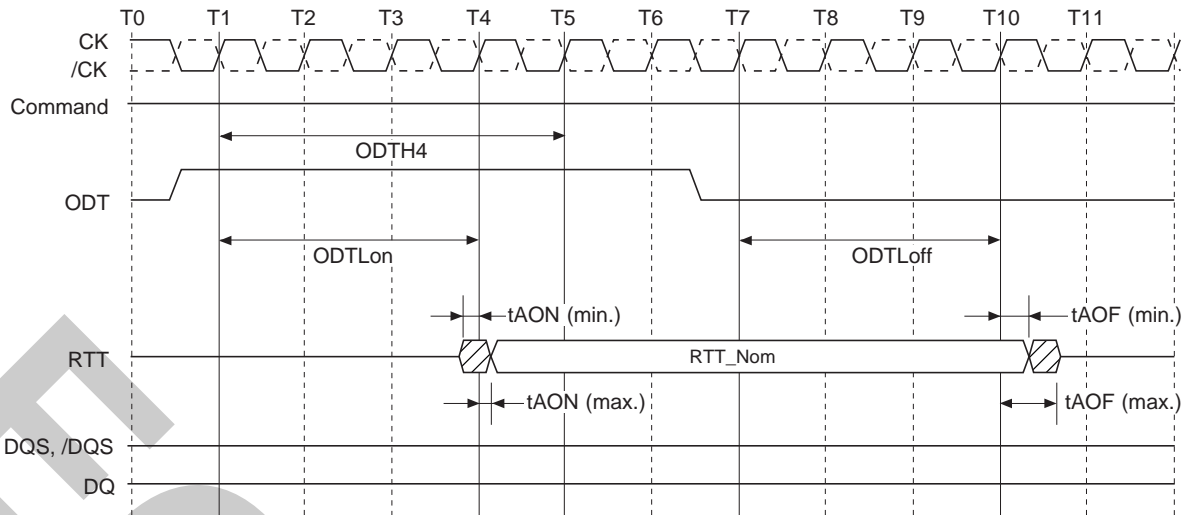 T0 T1 T2 T3 T4 T5 T6 T7 T8 T9 T10 T11
CK
/CK
Command
ODTH4
ODT
ODTLon ODTLoff
tAON (min.) tAOF (min.)
RTT RTT_Nom
tAON (max.) tAOF (max.)
DQS, /DQS
DQ